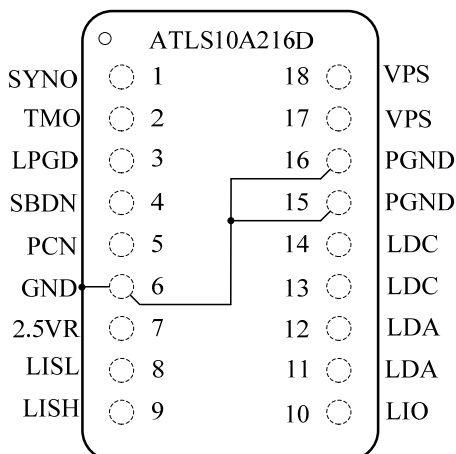 ATLS10A216D
SYNO 1 18 VPS
TMO 2 17 VPS
LPGD 3 16 PGND
SBDN 4 15 PGND
PCN 5 14 LDC
GND 6 13 LDC
2.5VR 7 12 LDA
LISL 8 11 LDA
LISH 9 10 LIO